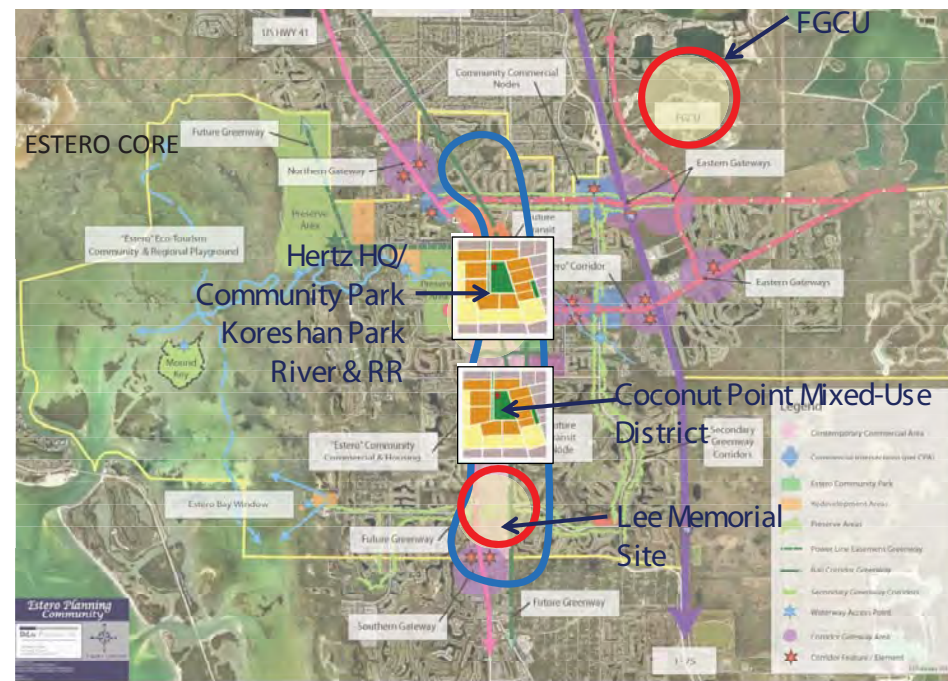 FGCU
US HWY 41
Community Commercial
Nodes
FGCU
ESTERO CORE
Future Greenway
Northern Gateway
Eastern Gateways
Preserve
Area
Future
Transit
"Estero" Eco-Tourism
Community & Regional Playground
Hertz HQ/
Community Park
Koreshan Park
River & RR
Corridor
Eastern Gateways
Mound
Key
Coconut Point Mixed-Use
District
Legend
Contemporary Commercial Area
Commercial Intersections (per CPR)
Estero Community Park
Redevelopment Areas
Preserve Areas
Power Line Easement Greenway
Rail Corridor Greenway
Secondary Greenway Corridors
Waterway Access Point
Corridor Gateway Area
Corridor Feature / Element
"Estero" Community
Commercial & Housing
Future
Transit
Node
Secondary
Greenway
Corridors
Estero Bay Window
Future Greenway
Lee Memorial
Site
Future Greenway
Southern Gateway
I-75
Estero Planning
Community